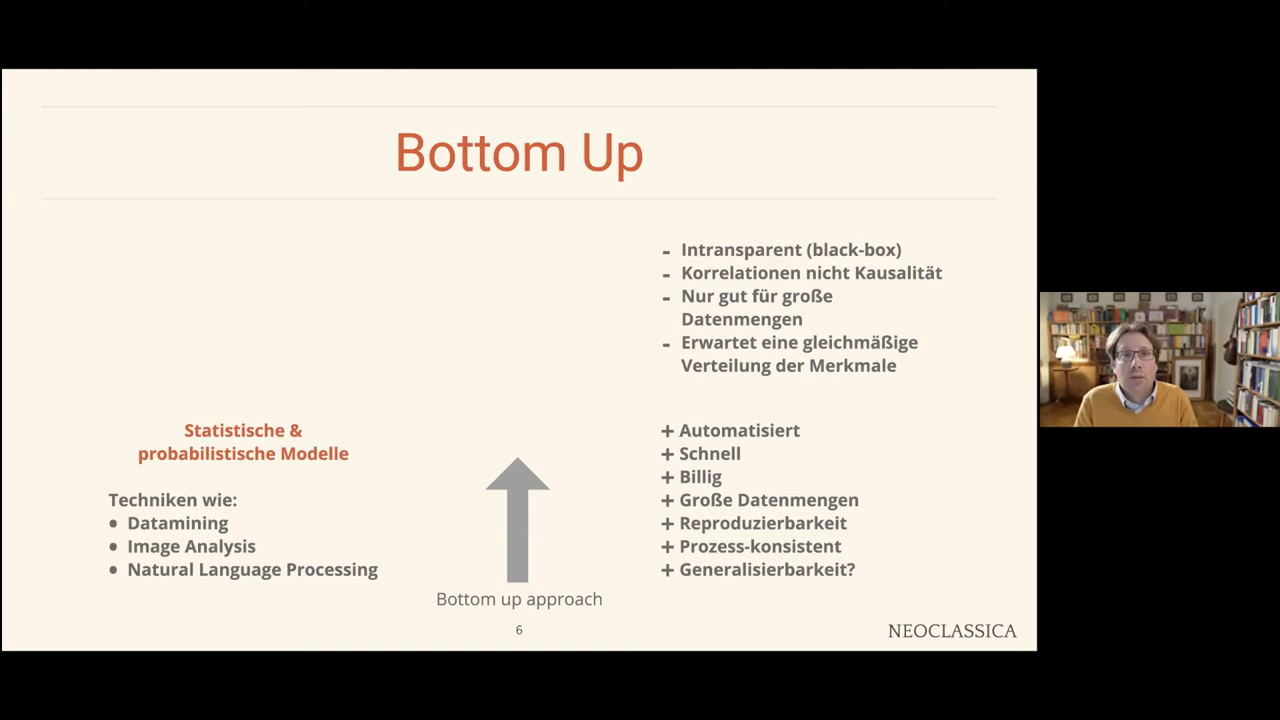 Bottom Up
- Intransparent (black-box)
- Korrelationen nicht Kausalität
- Nur gut für große
Datenmengen
- Erwartet eine gleichmäßige
Verteilung der Merkmale
Statistische &
probabilistische Modelle
Techniken wie:
• Datamining
• Image Analysis
• Natural Language Processing
Bottom up approach
+ Automatisiert
+ Schnell
+ Billig
+ Große Datenmengen
+ Reproduzierbarkeit
+ Prozess-konsistent
+ Generalisierbarkeit?
6
NEOCLASSICA